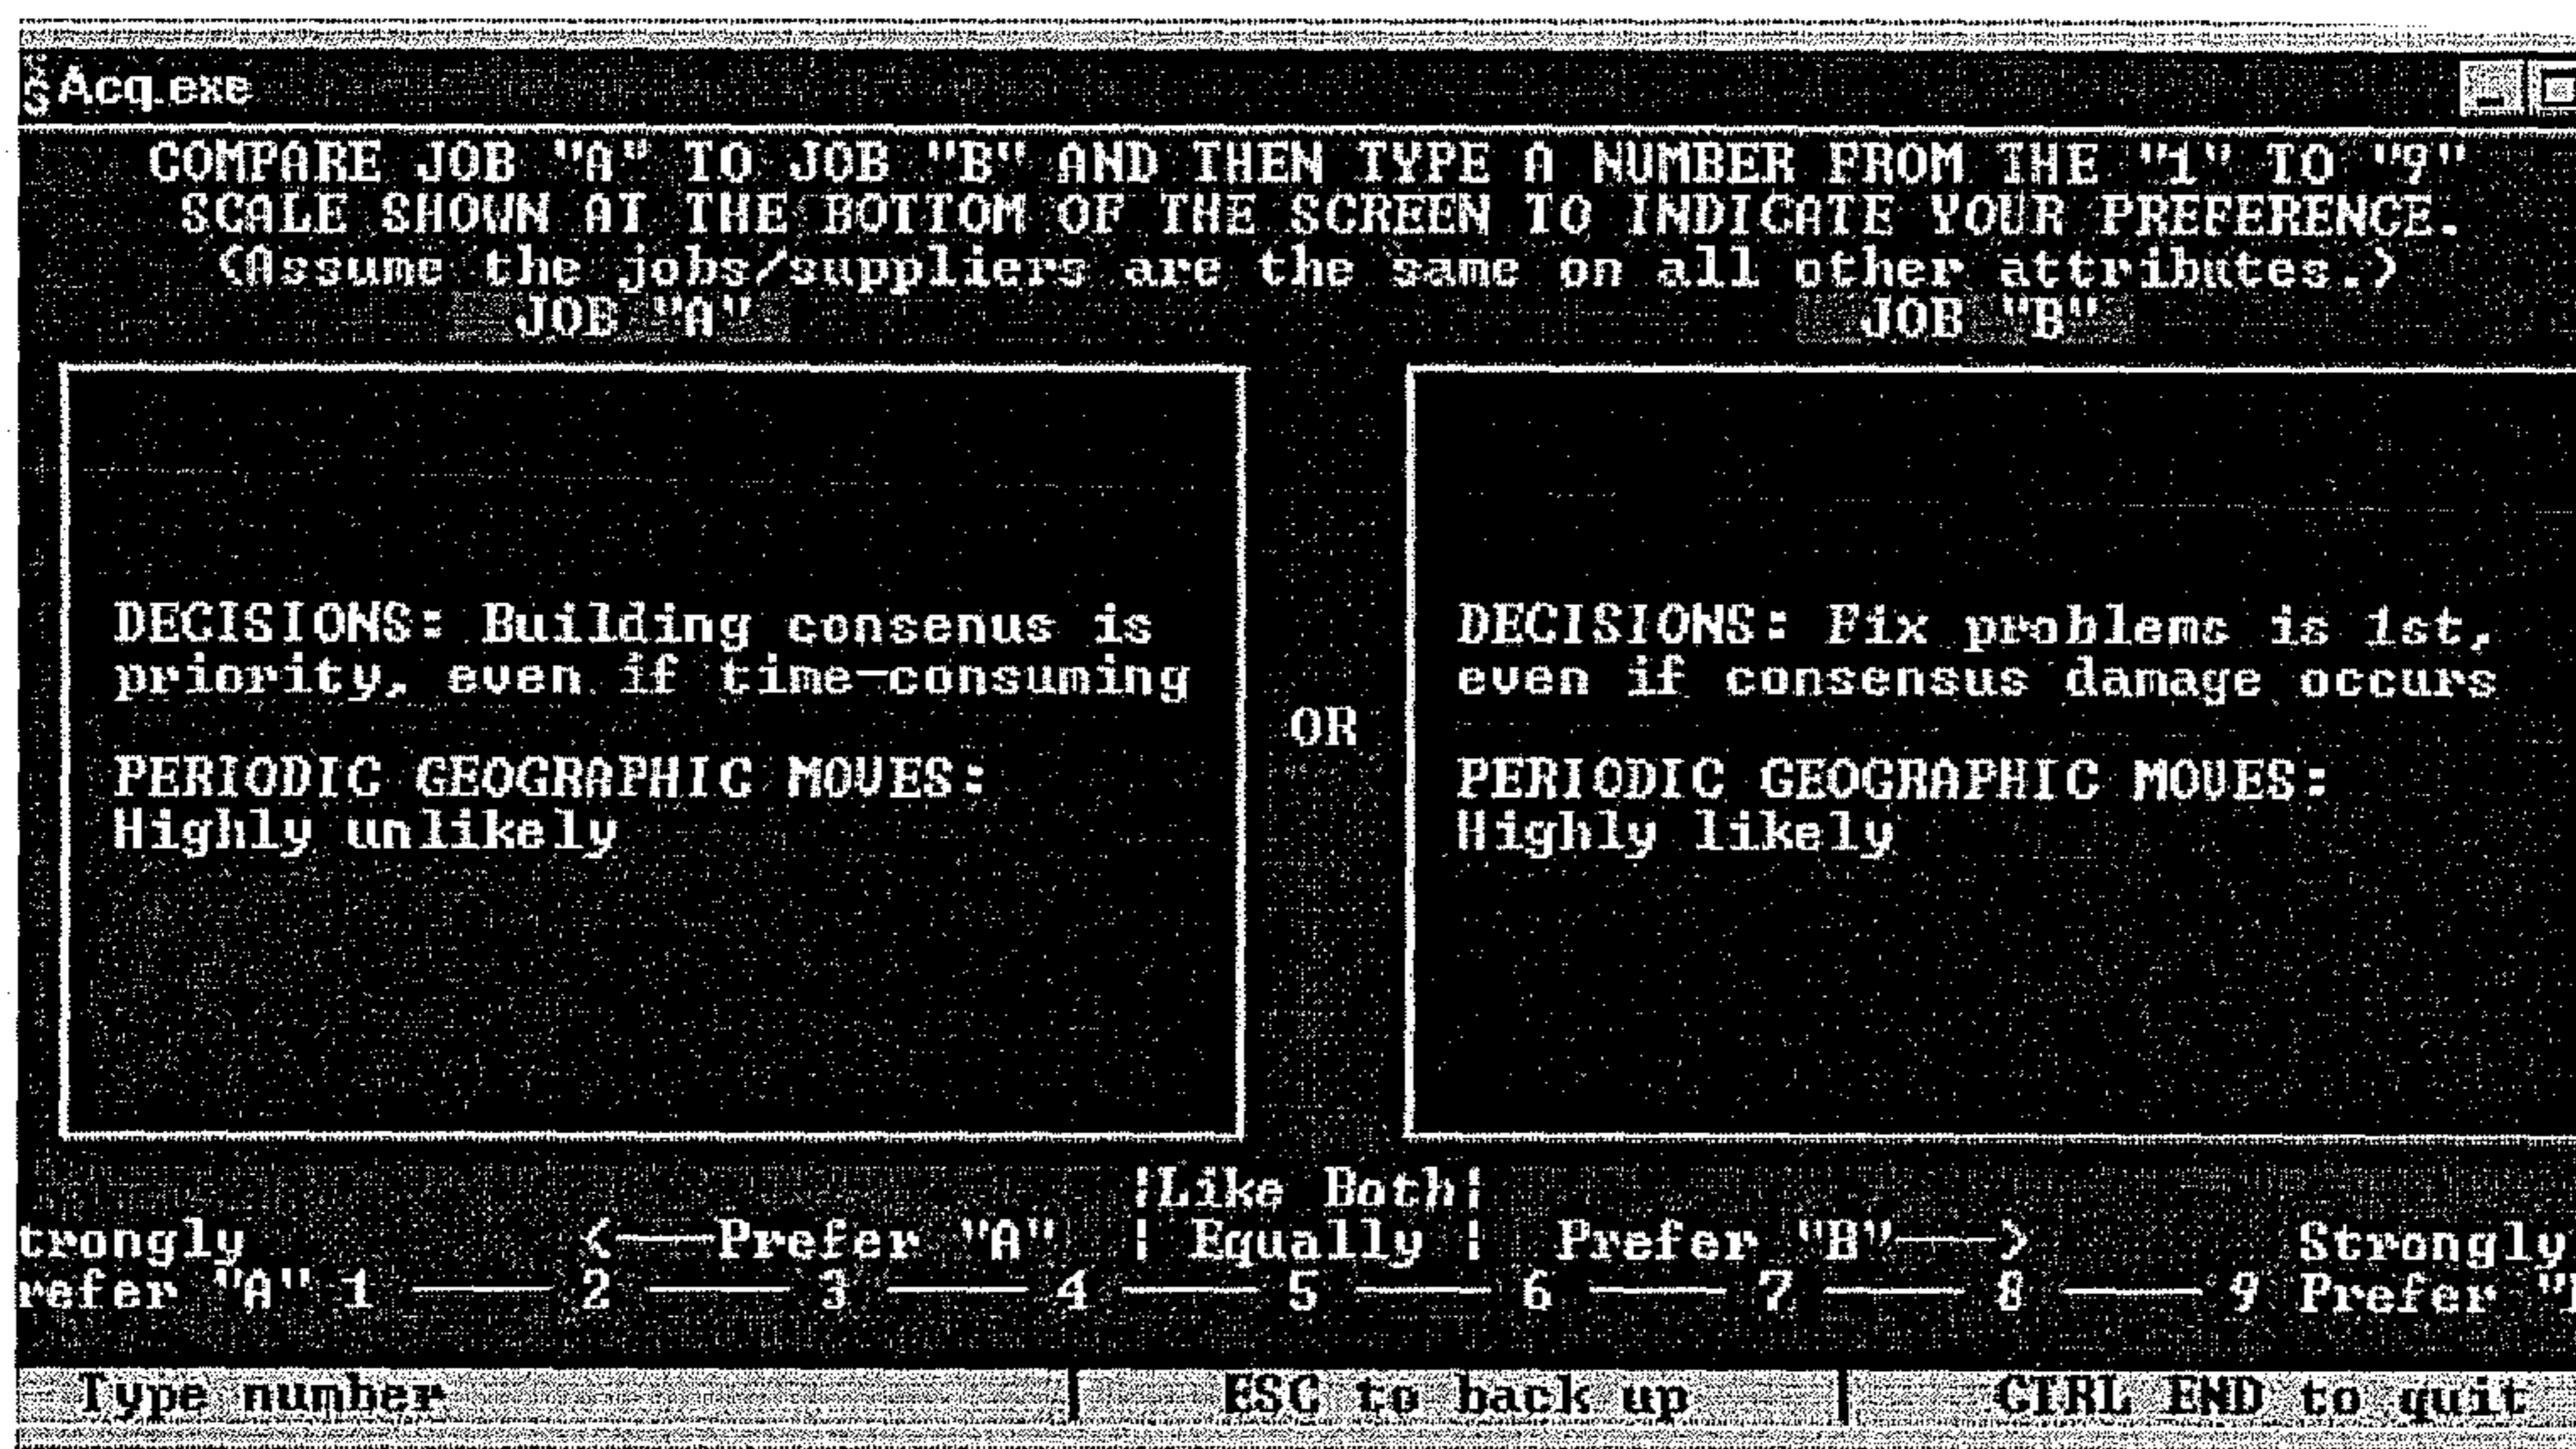 Acq.exe
COMPARE JOB "A" TO JOB "B" AND THEN TYPE A NUMBER FROM THE "1" TO "9"
SCALE SHOWN AT THE BOTTOM OF THE SCREEN TO INDICATE YOUR PREFERENCE.
(Assume the jobs/suppliers are the same on all other attributes.)
JOB "A" JOB "B"
DECISIONS: Building consenus is
priority, even if time-consuming
PERIODIC GEOGRAPHIC MOVES:
Highly unlikely
OR
DECISIONS: Fix problems is 1st,
even if consensus damage occurs
PERIODIC GEOGRAPHIC MOVES:
Highly likely
|Like Both|
trongly <——Prefer "A" | Equally | Prefer "B"——> Strongly
refer "A" 1 —— 2 —— 3 —— 4 —— 5 —— 6 —— 7 —— 8 —— 9 Prefer "
Type number | ESC to back up | CTRL END to quit